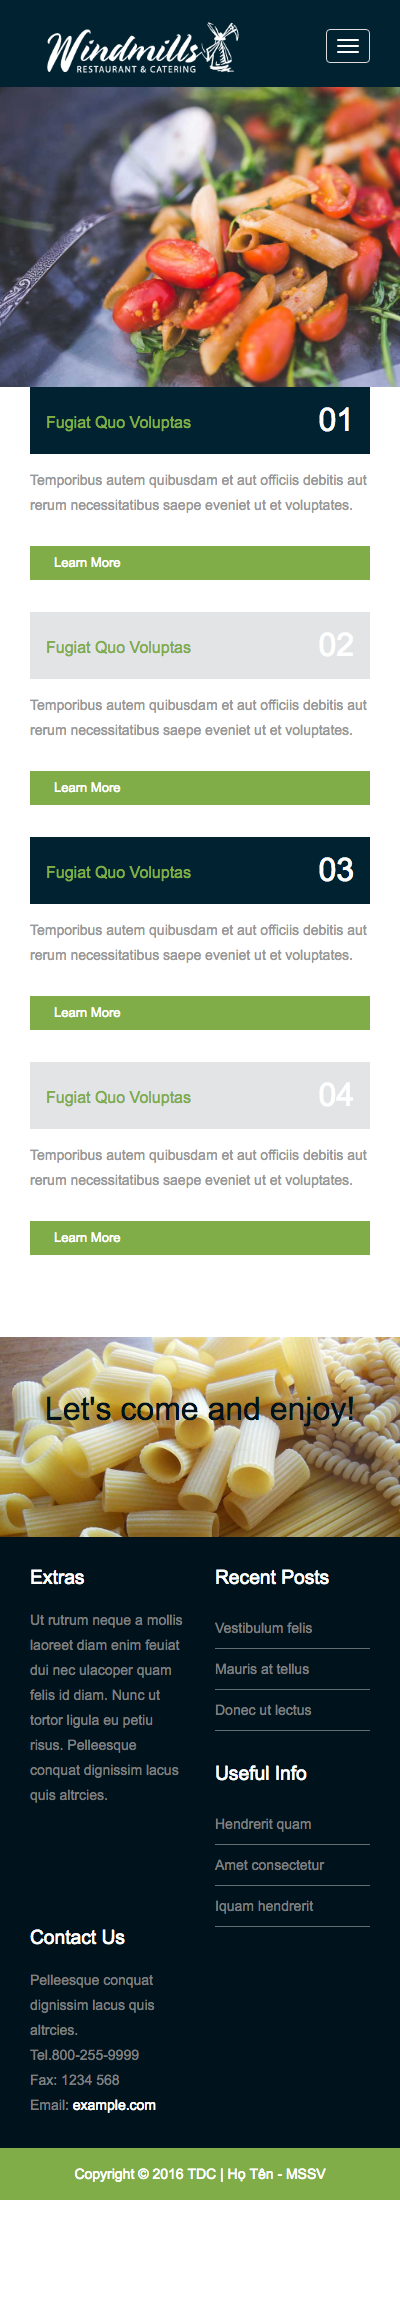 Windmills
RESTAURANT & CATERING
Fugiat Quo Voluptas
01
Temporibus autem quibusdam et aut officiis debitis aut
rerum necessitatibus saepe eveniet ut et voluptates.
Learn More
Fugiat Quo Voluptas
02
Temporibus autem quibusdam et aut officiis debitis aut
rerum necessitatibus saepe eveniet ut et voluptates.
Learn More
Fugiat Quo Voluptas
03
Temporibus autem quibusdam et aut officiis debitis aut
rerum necessitatibus saepe eveniet ut et voluptates.
Learn More
Fugiat Quo Voluptas
04
Temporibus autem quibusdam et aut officiis debitis aut
rerum necessitatibus saepe eveniet ut et voluptates.
Learn More
Let's come and enjoy!
Extras
Ut rutrum neque a mollis
laoreet diam enim feuiat
dui nec ulacoper quam
felis id diam. Nunc ut
tortor ligula eu petiu
risus. Pelleesque
conquat dignissim lacus
quis altrcies.
Recent Posts
Vestibulum felis
Mauris at tellus
Donec ut lectus
Useful Info
Hendrerit quam
Amet consectetur
Iquam hendrerit
Contact Us
Pelleesque conquat
dignissim lacus quis
altrcies.
Tel.800-255-9999
Fax: 1234 568
Email: example.com
Copyright © 2016 TDC | Họ Tên - MSSV